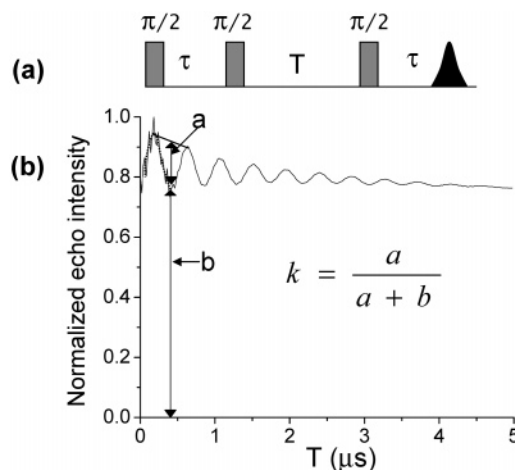 π/2 π/2 π/2
(a) τ T τ
(b)
Normalized echo intensity
1.0
0.8
0.6
0.4
0.2
0.0
a
b
k = a / (a + b)
0 1 2 3 4 5
T (μs)